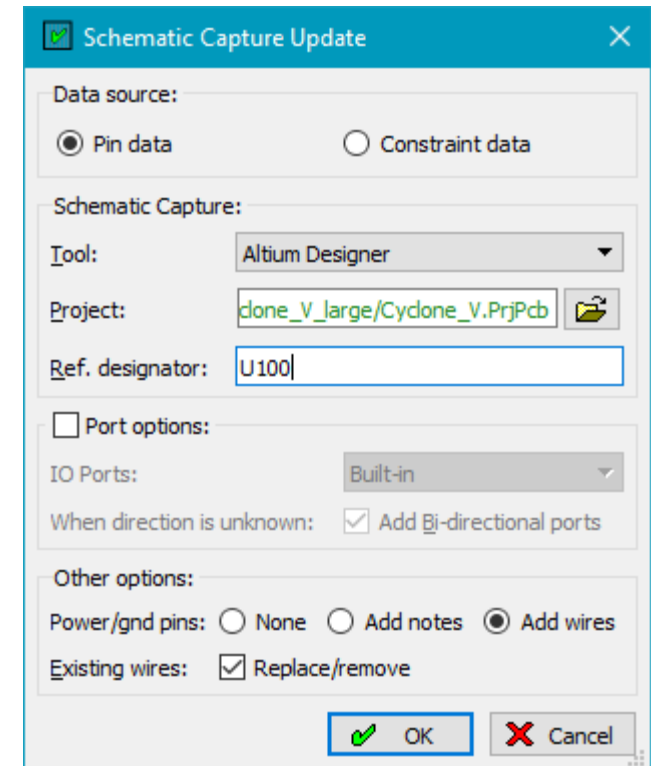 Schematic Capture Update
Data source:
Pin data Constraint data
Schematic Capture:
Tool: Altium Designer
Project: clone_V_large/Cyclone_V.PrjPcb
Ref. designator: U100
Port options:
IO Ports: Built-in
When direction is unknown: Add Bi-directional ports
Other options:
Power/gnd pins: None Add notes Add wires
Existing wires: Replace/remove
OK Cancel